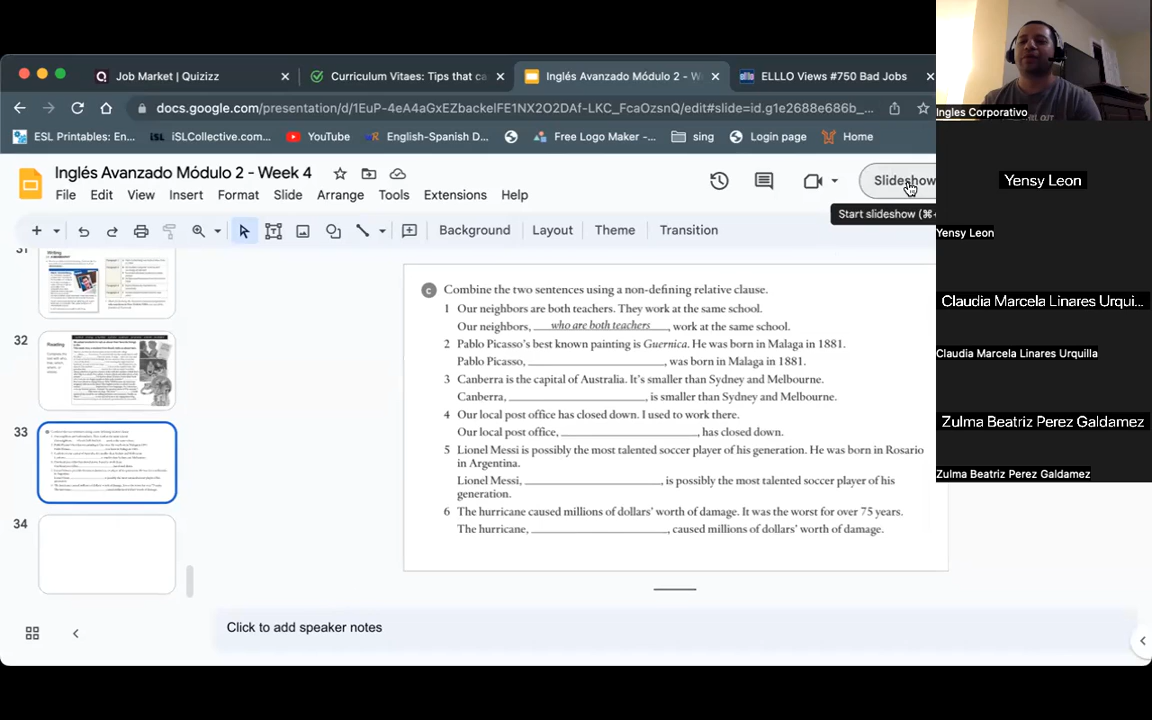 Job Market | Quizizz
Curriculum Vitaes: Tips that ca
Inglés Avanzado Módulo 2 - W
ELLLO Views #750 Bad Jobs
docs.google.com/presentation/d/1EuP-4eA4aGxEZbackelFE1NX2O2DAf-LKC_FcaOzsnQ/edit#slide=id.g1e2688e686b_...
ESL Printables: En...
iSLCollective.com...
YouTube
English-Spanish D...
Free Logo Maker -...
sing
Login page
Home
Inglés Avanzado Módulo 2 - Week 4
File Edit View Insert Format Slide Arrange Tools Extensions Help
Slideshow
Start slideshow (⌘+
Background Layout Theme Transition
31
Writing
32
Reading
33
34
C Combine the two sentences using a non-defining relative clause.
1 Our neighbors are both teachers. They work at the same school.
Our neighbors, who are both teachers, work at the same school.
2 Pablo Picasso's best known painting is Guernica. He was born in Malaga in 1881.
Pablo Picasso, ____________________, was born in Malaga in 1881.
3 Canberra is the capital of Australia. It's smaller than Sydney and Melbourne.
Canberra, ____________________, is smaller than Sydney and Melbourne.
4 Our local post office has closed down. I used to work there.
Our local post office, ____________________, has closed down.
5 Lionel Messi is possibly the most talented soccer player of his generation. He was born in Rosario
in Argentina.
Lionel Messi, ____________________, is possibly the most talented soccer player of his
generation.
6 The hurricane caused millions of dollars' worth of damage. It was the worst for over 75 years.
The hurricane, ____________________, caused millions of dollars' worth of damage.
Click to add speaker notes
Ingles Corporativo
Yensy Leon
Yensy Leon
Claudia Marcela Linares Urqui...
Claudia Marcela Linares Urquilla
Zulma Beatriz Perez Galdamez
Zulma Beatriz Perez Galdamez